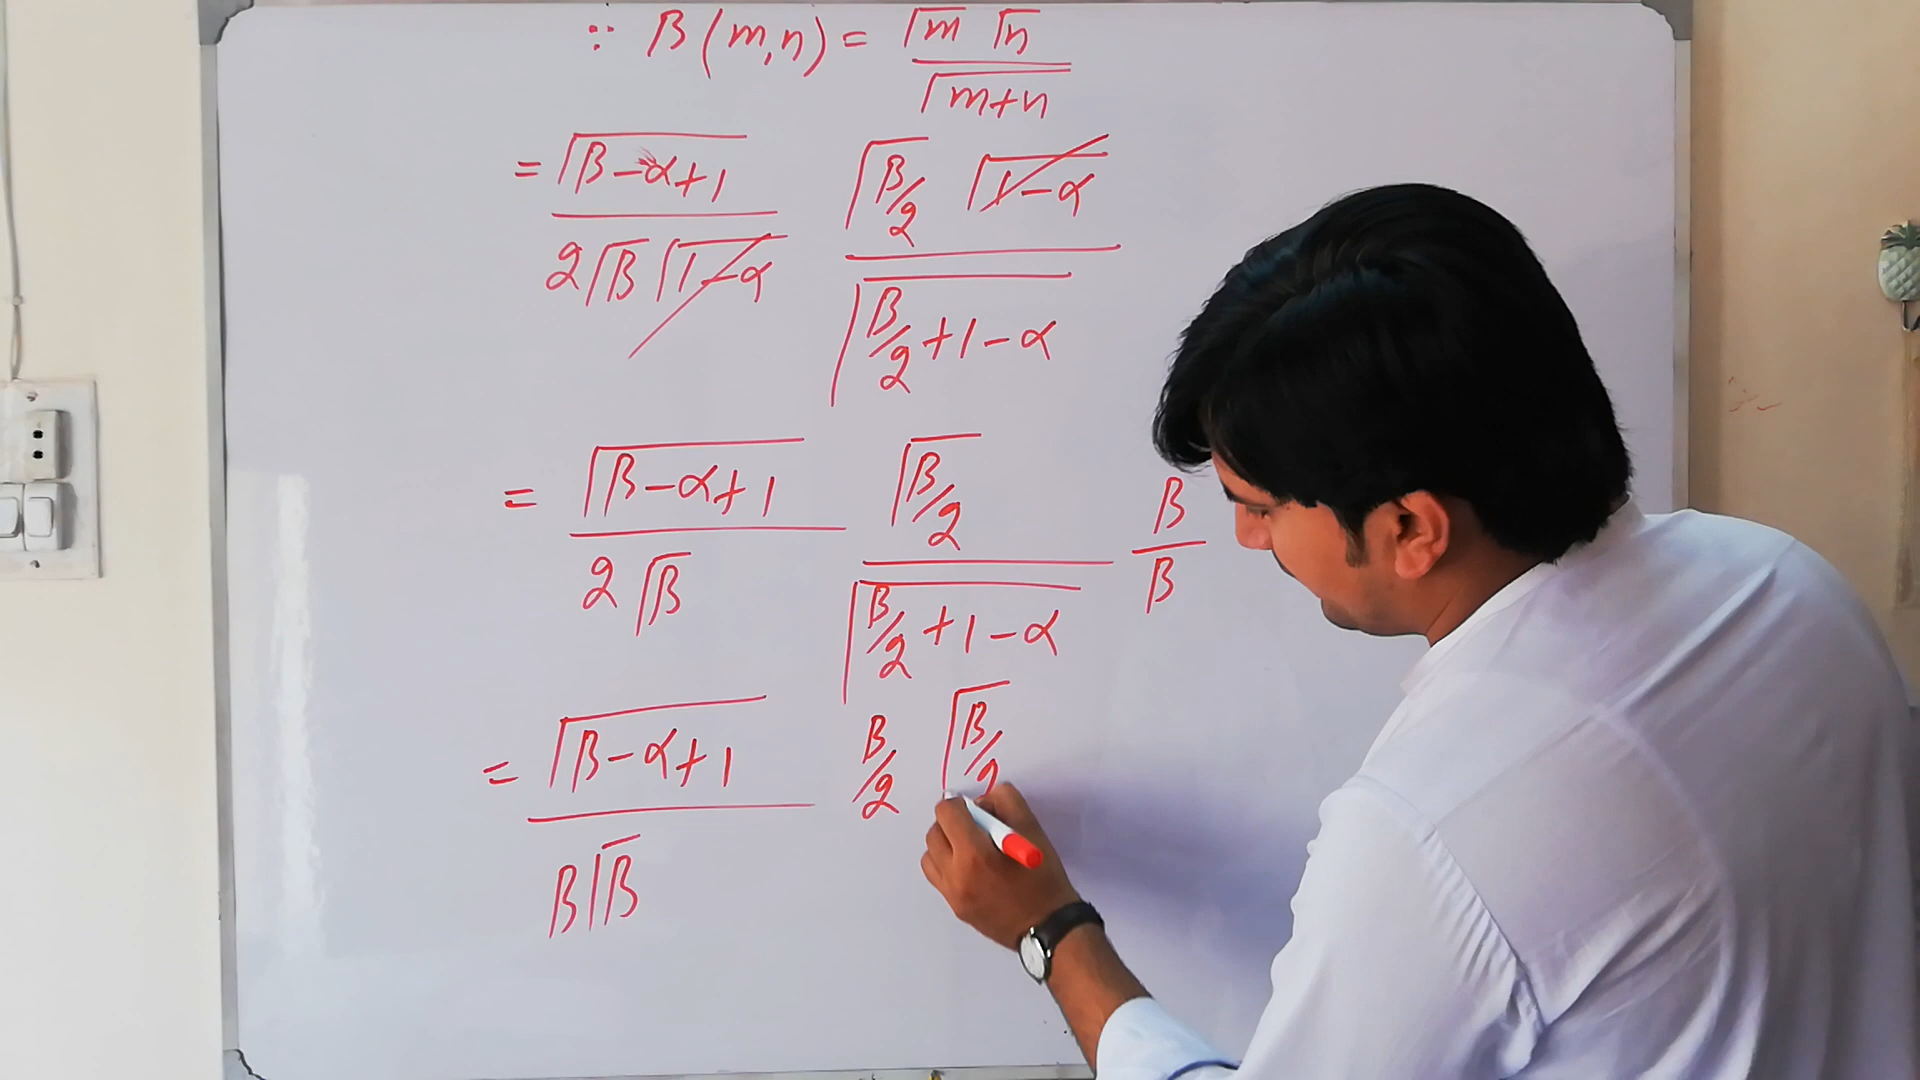 ∵ β(m,n) = Γm Γn / Γm+n
= Γβ-α+1 / 2Γβ Γ1-α Γβ/2 Γ1-α / Γβ/2+1-α
= Γβ-α+1 / 2Γβ Γβ/2 / Γβ/2+1-α β/β
= Γβ-α+1 / βΓβ β/2 Γβ/2